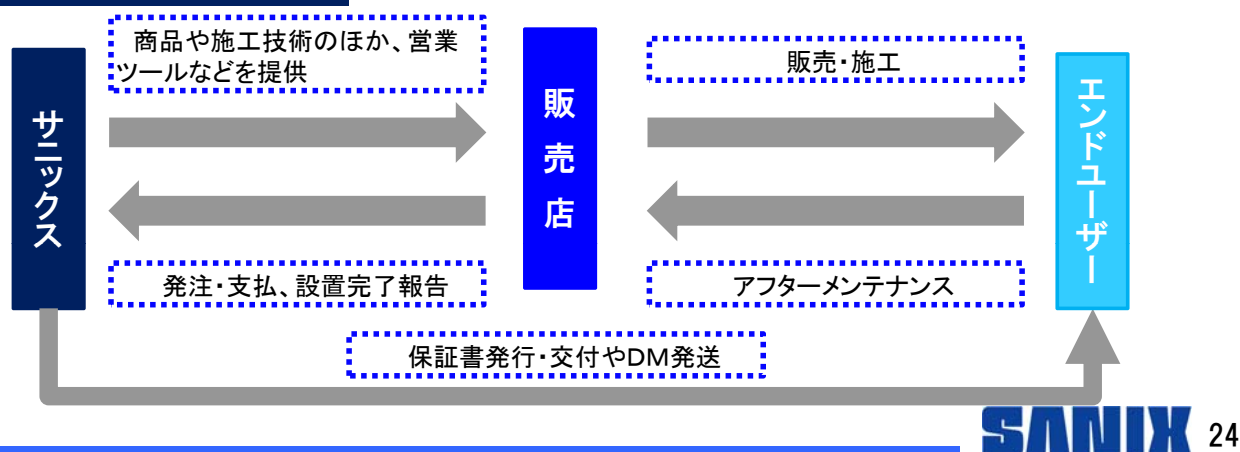 商品や施工技術のほか、営業
ツールなどを提供
販売・施工
サニックス
販売店
エンドユーザー
発注・支払、設置完了報告
アフターメンテナンス
保証書発行・交付やDM発送
SANIX 24